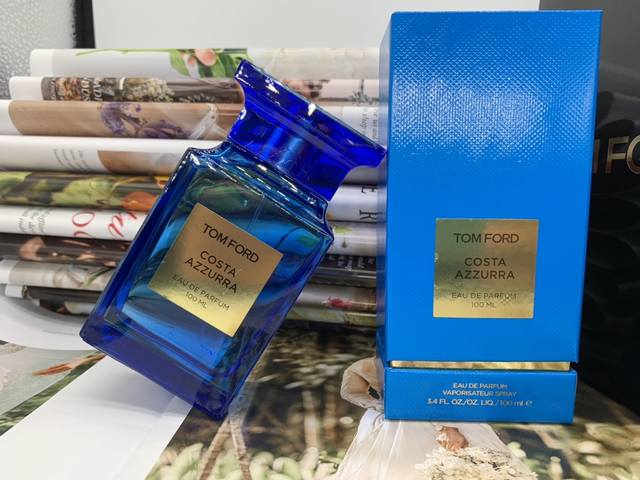 TOM FORD
COSTA
AZZURRA
EAU DE PARFUM
100 ML
TOM FORD
COSTA
AZZURRA
EAU DE PARFUM
100 ML
EAU DE PARFUM
VAPORISATEUR SPRAY
3.4 FL. OZ./OZ. LIQ./100 ml e